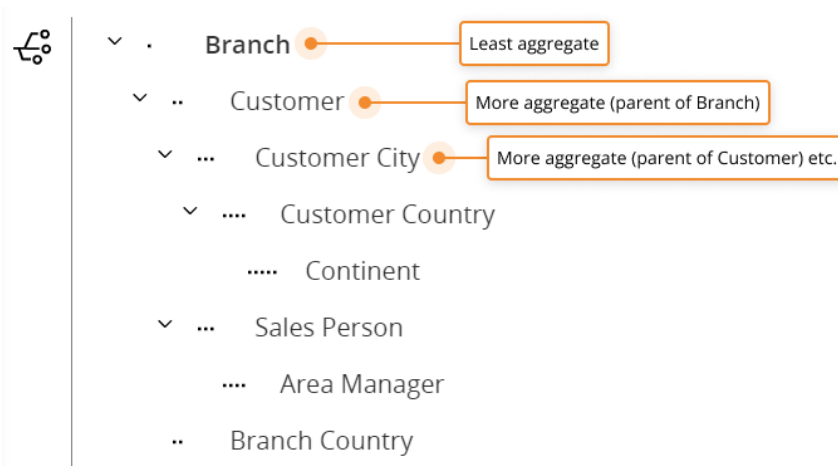 Branch
Least aggregate
Customer
More aggregate (parent of Branch)
Customer City
More aggregate (parent of Customer) etc.
Customer Country
Continent
Sales Person
Area Manager
Branch Country